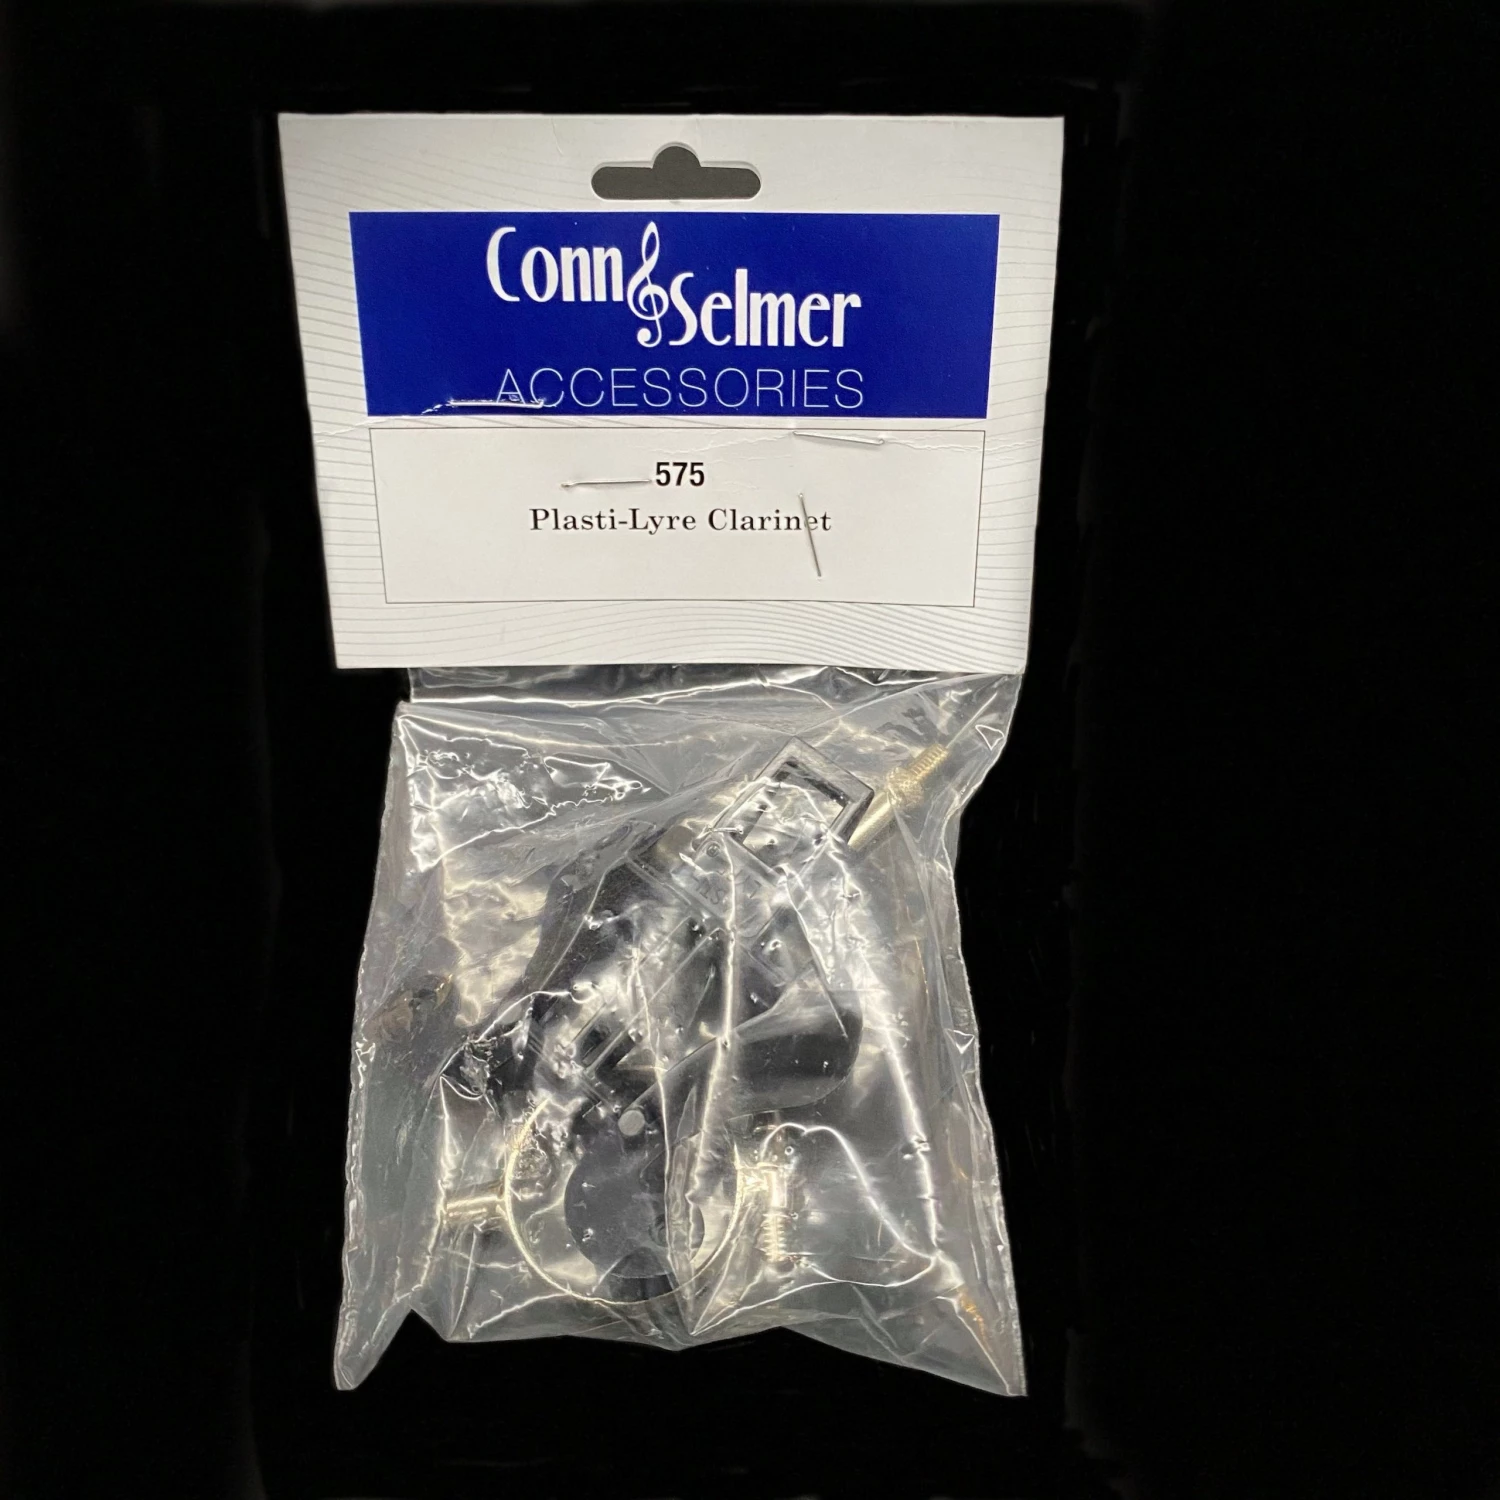 Conn Selmer
ACCESSORIES
575
Plasti-Lyre Clarinet